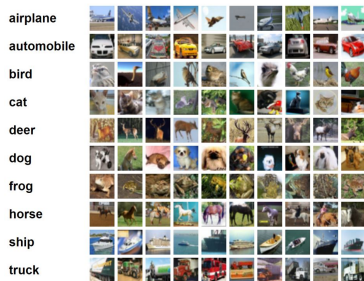 airplane
automobile
bird
cat
deer
dog
frog
horse
ship
truck